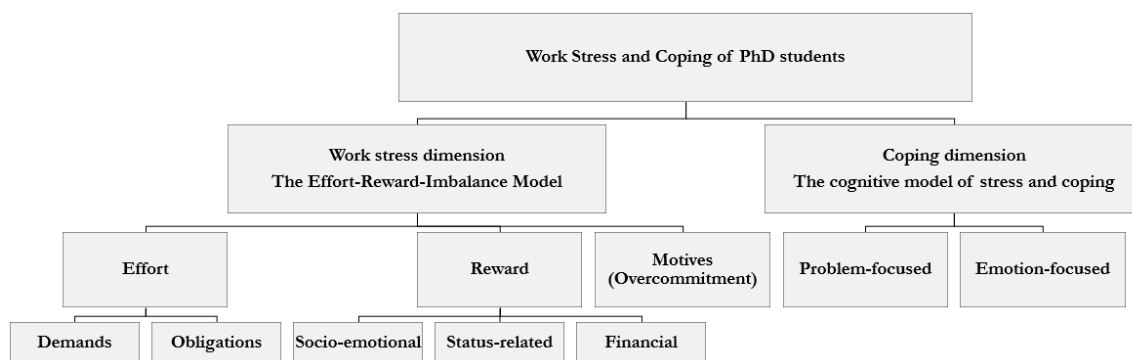 Work Stress and Coping of PhD students
Work stress dimension
The Effort-Reward-Imbalance Model
Coping dimension
The cognitive model of stress and coping
Effort
Reward
Motives
(Overcommitment)
Problem-focused
Emotion-focused
Demands
Obligations
Socio-emotional
Status-related
Financial